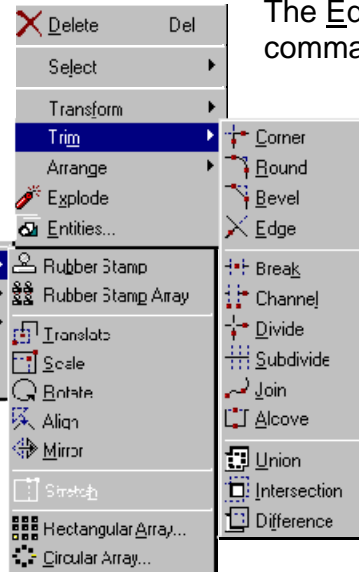 The Ed
comma
Delete Del
Select
Transform
Trim
Arrange
Explode
Entities...
Corner
Round
Bevel
Edge
Break
Channel
Divide
Subdivide
Join
Alcove
Union
Intersection
Difference
Rubber Stamp
Rubber Stamp Array
Translate
Scale
Rotate
Align
Mirror
Stretch
Rectangular Array...
Circular Array...